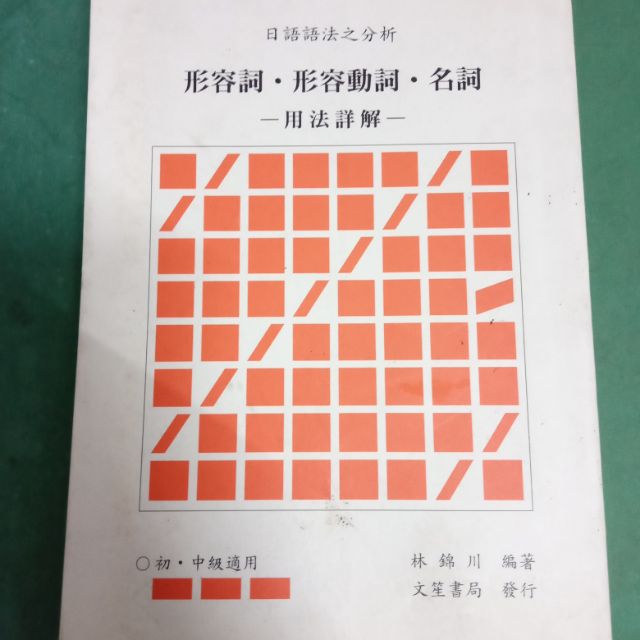 日語語法之分析
形容詞・形容動詞・名詞
—用法詳解—
○初・中級適用
林錦川 編著
文笙書局 發行